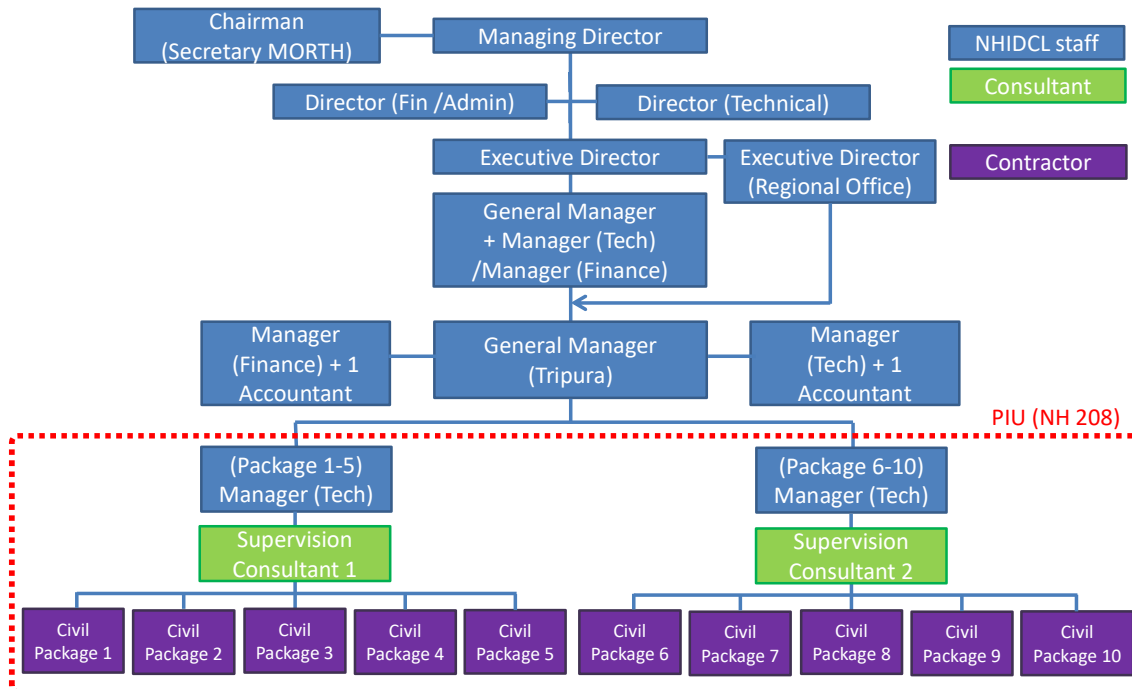 Chairman
(Secretary MORTH)
Managing Director
NHIDCL staff
Consultant
Contractor
Director (Fin /Admin)
Director (Technical)
Executive Director
Executive Director
(Regional Office)
General Manager
+ Manager (Tech)
/Manager (Finance)
Manager
(Finance) + 1
Accountant
General Manager
(Tripura)
Manager
(Tech) + 1
Accountant
PIU (NH 208)
(Package 1-5)
Manager (Tech)
(Package 6-10)
Manager (Tech)
Supervision
Consultant 1
Supervision
Consultant 2
Civil
Package 1
Civil
Package 2
Civil
Package 3
Civil
Package 4
Civil
Package 5
Civil
Package 6
Civil
Package 7
Civil
Package 8
Civil
Package 9
Civil
Package 10